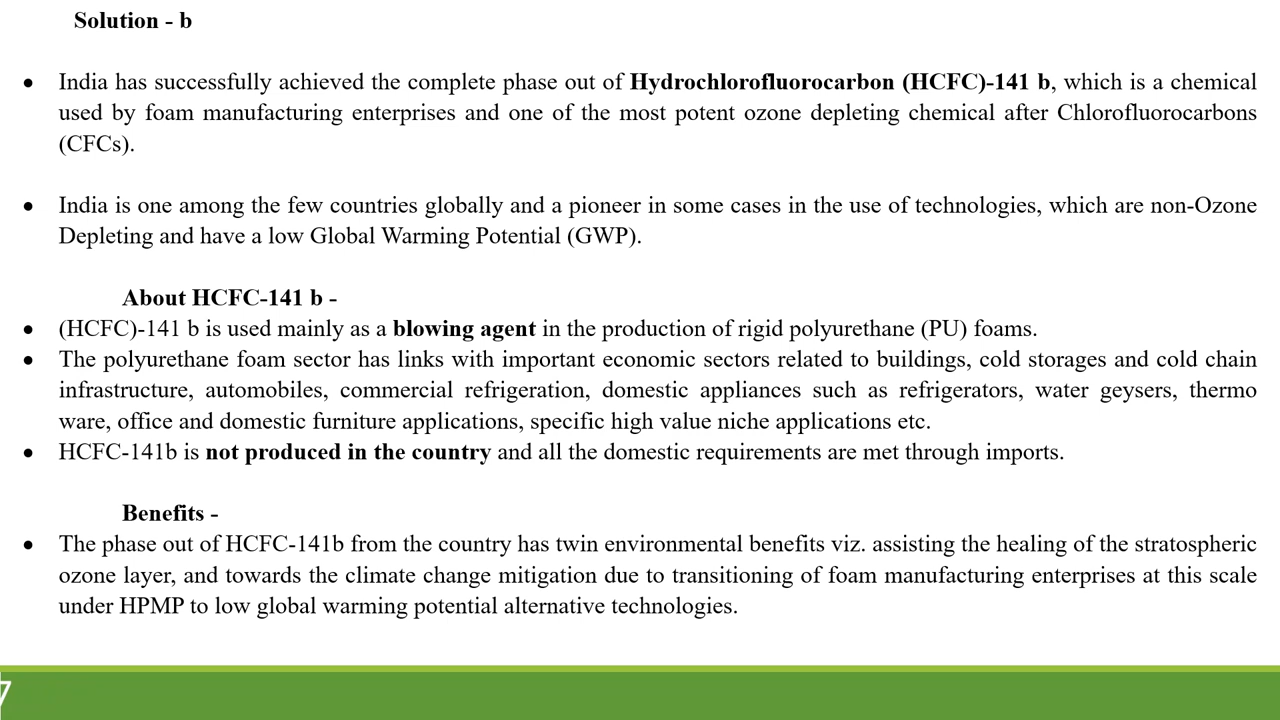 Solution - b
• India has successfully achieved the complete phase out of Hydrochlorofluorocarbon (HCFC)-141 b, which is a chemical
used by foam manufacturing enterprises and one of the most potent ozone depleting chemical after Chlorofluorocarbons
(CFCs).
• India is one among the few countries globally and a pioneer in some cases in the use of technologies, which are non-Ozone
Depleting and have a low Global Warming Potential (GWP).
About HCFC-141 b -
• (HCFC)-141 b is used mainly as a blowing agent in the production of rigid polyurethane (PU) foams.
• The polyurethane foam sector has links with important economic sectors related to buildings, cold storages and cold chain
infrastructure, automobiles, commercial refrigeration, domestic appliances such as refrigerators, water geysers, thermo
ware, office and domestic furniture applications, specific high value niche applications etc.
• HCFC-141b is not produced in the country and all the domestic requirements are met through imports.
Benefits -
• The phase out of HCFC-141b from the country has twin environmental benefits viz. assisting the healing of the stratospheric
ozone layer, and towards the climate change mitigation due to transitioning of foam manufacturing enterprises at this scale
under HPMP to low global warming potential alternative technologies.
7